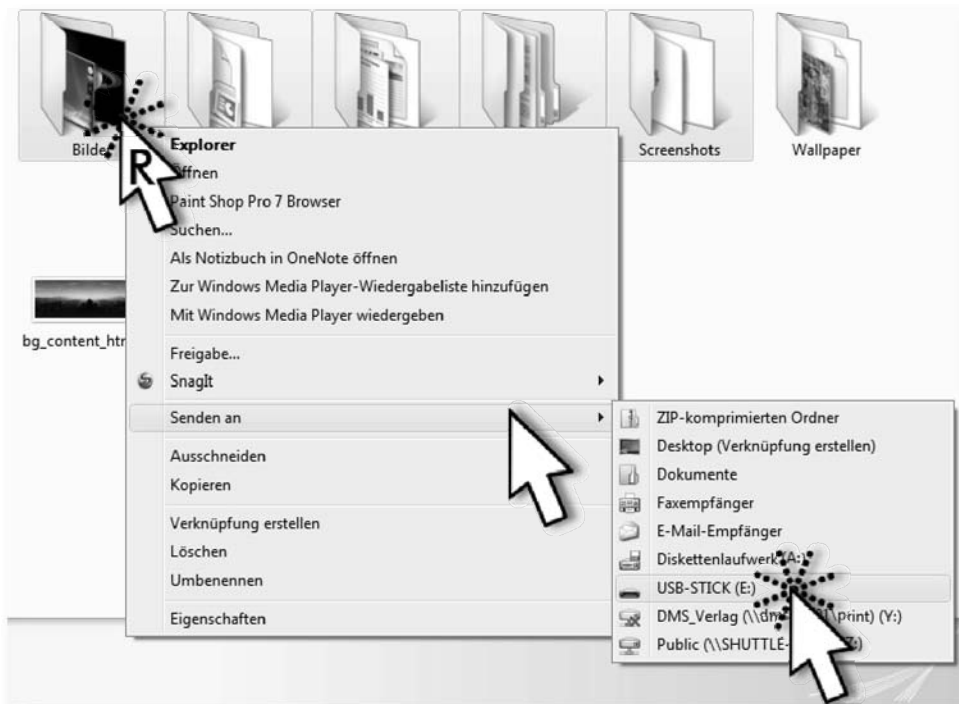 Bilde
Screenshots
Wallpaper
R
Explorer
Öffnen
Paint Shop Pro 7 Browser
Suchen...
Als Notizbuch in OneNote öffnen
Zur Windows Media Player-Wiedergabeliste hinzufügen
Mit Windows Media Player wiedergeben
bg_content_htr
Freigabe...
SnagIt
Senden an
Ausschneiden
Kopieren
Verknüpfung erstellen
Löschen
Umbenennen
Eigenschaften
ZIP-komprimierten Ordner
Desktop (Verknüpfung erstellen)
Dokumente
Faxempfänger
E-Mail-Empfänger
Diskettenlaufwerk (A:)
USB-STICK (E:)
DMS_Verlag print) (Y:)
Public (\\SHUTTLE-